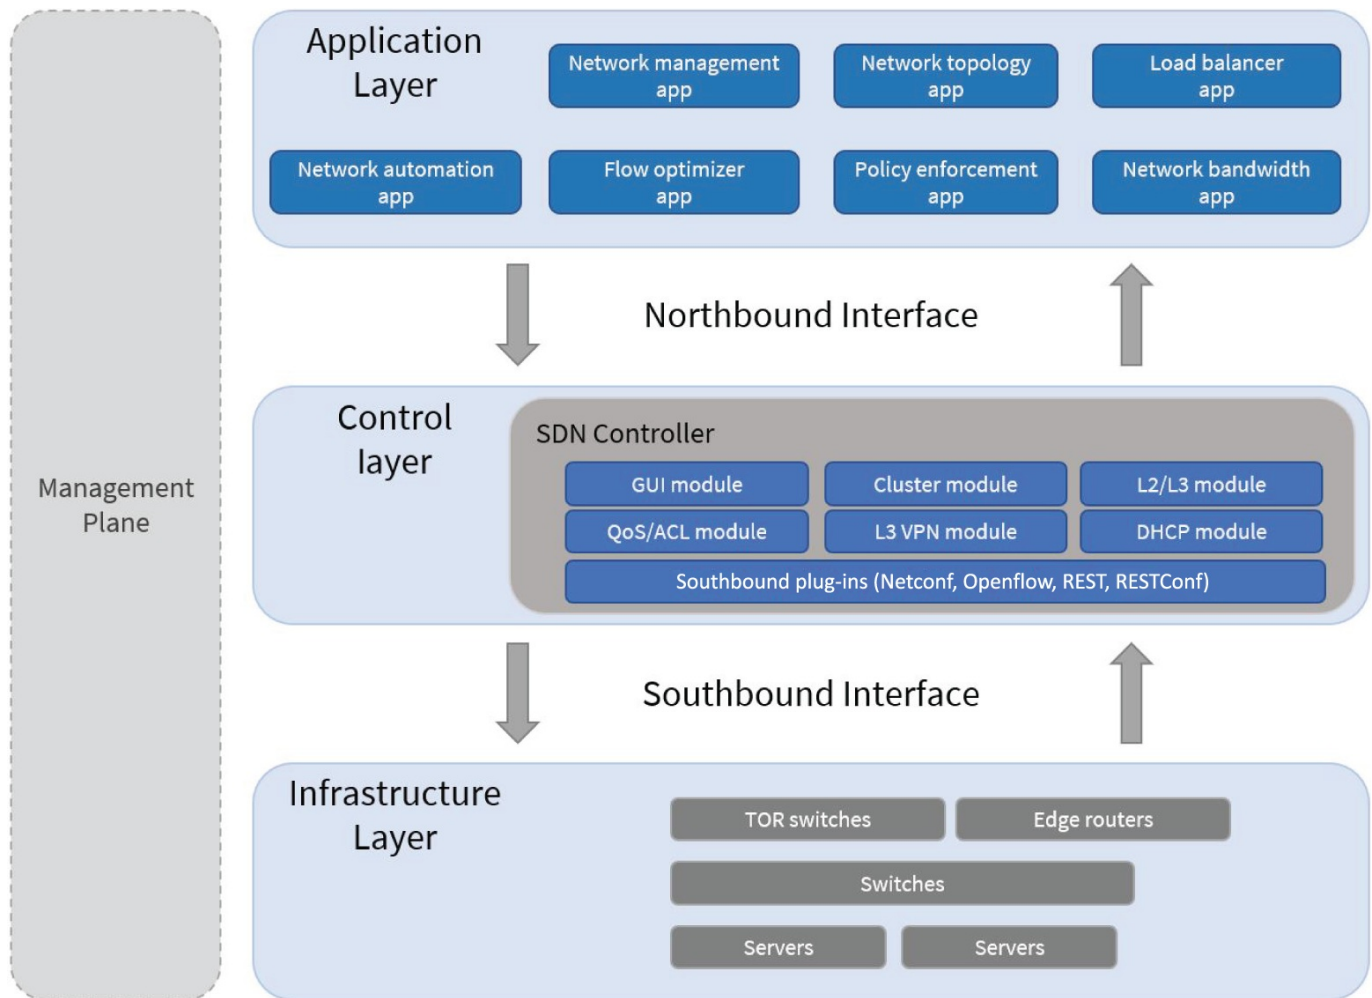 Application
Layer
Network management
app
Network topology
app
Load balancer
app
Network automation
app
Flow optimizer
app
Policy enforcement
app
Network bandwidth
app
Northbound Interface
Management
Plane
Control
layer
SDN Controller
GUI module
Cluster module
L2/L3 module
QoS/ACL module
L3 VPN module
DHCP module
Southbound plug-ins (Netconf, Openflow, REST, RESTConf)
Southbound Interface
Infrastructure
Layer
TOR switches
Edge routers
Switches
Servers
Servers